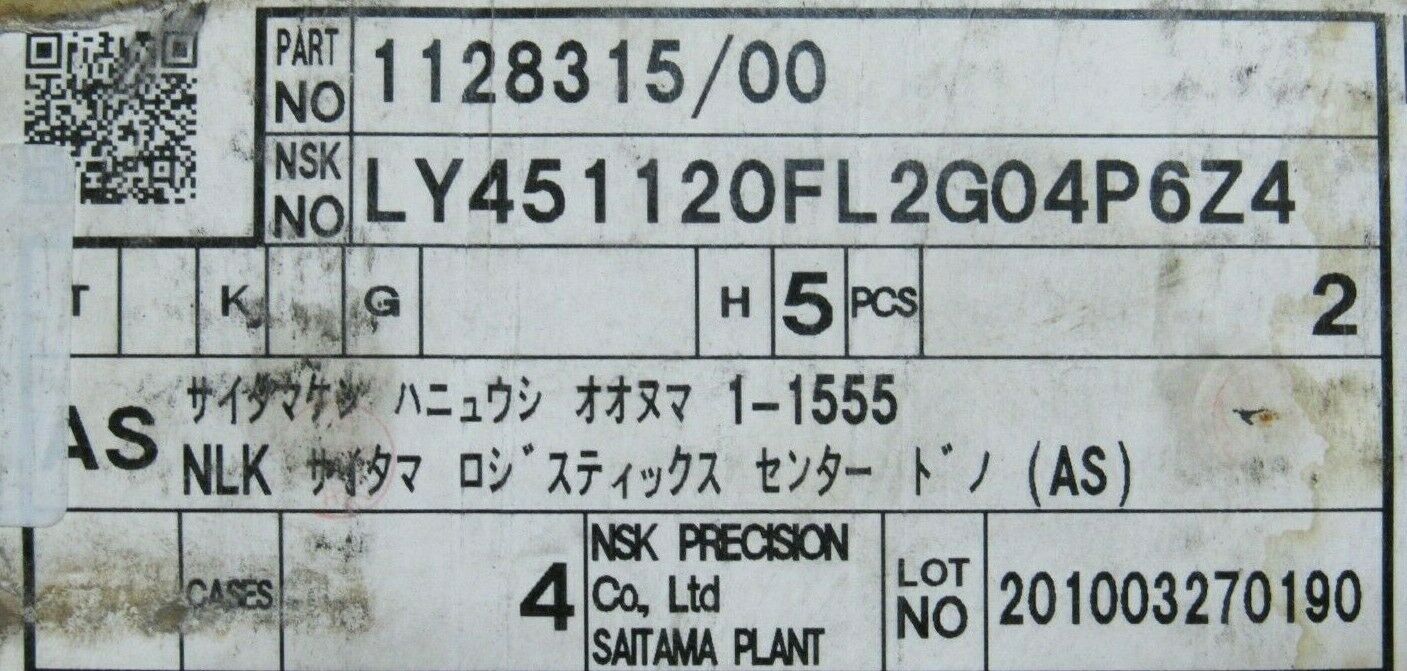 PART NO 1128315/00
NSK NO LY451120FL2G04P6Z4
T K G H 5 PCS 2
AS サイタマケン ハニュウシ オオヌマ 1-1555
NLK サイタマ ロジスティックス センター ドノ (AS)
CASES 4 NSK PRECISION Co., Ltd SAITAMA PLANT LOT NO 201003270190